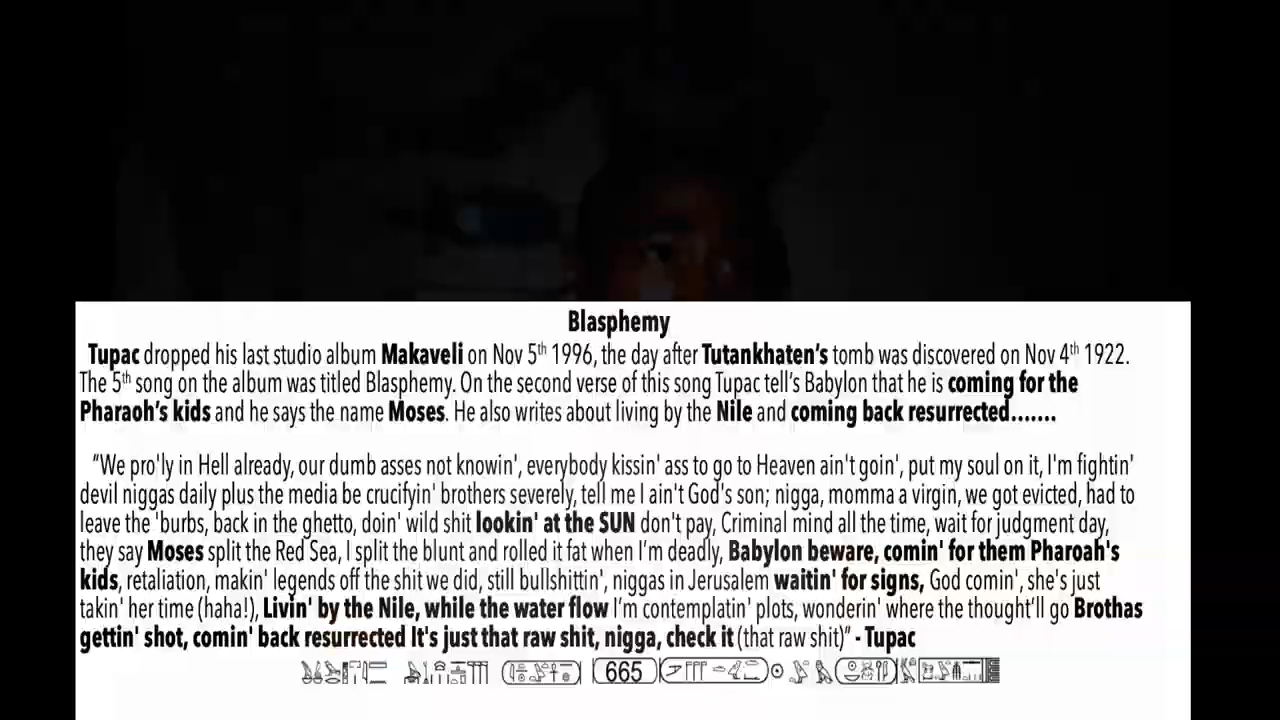 Blasphemy
Tupac dropped his last studio album Makaveli on Nov 5th 1996, the day after Tutankhaten's tomb was discovered on Nov 4th 1922.
The 5th song on the album was titled Blasphemy. On the second verse of this song Tupac tell's Babylon that he is coming for the
Pharaoh's kids and he says the name Moses. He also writes about living by the Nile and coming back resurrected.......
“We pro'ly in Hell already, our dumb asses not knowin', everybody kissin' ass to go to Heaven ain't goin', put my soul on it, I'm fightin'
devil niggas daily plus the media be crucifyin' brothers severely, tell me I ain't God's son; nigga, momma a virgin, we got evicted, had to
leave the 'burbs, back in the ghetto, doin' wild shit lookin' at the SUN don't pay, Criminal mind all the time, wait for judgment day,
they say Moses split the Red Sea, I split the blunt and rolled it fat when I'm deadly, Babylon beware, comin' for them Pharoah's
kids, retaliation, makin' legends off the shit we did, still bullshittin', niggas in Jerusalem waitin' for signs, God comin', she's just
takin' her time (haha!), Livin' by the Nile, while the water flow I'm contemplatin' plots, wonderin' where the thought'll go Brothas
gettin' shot, comin' back resurrected It's just that raw shit, nigga, check it (that raw shit)” - Tupac
665